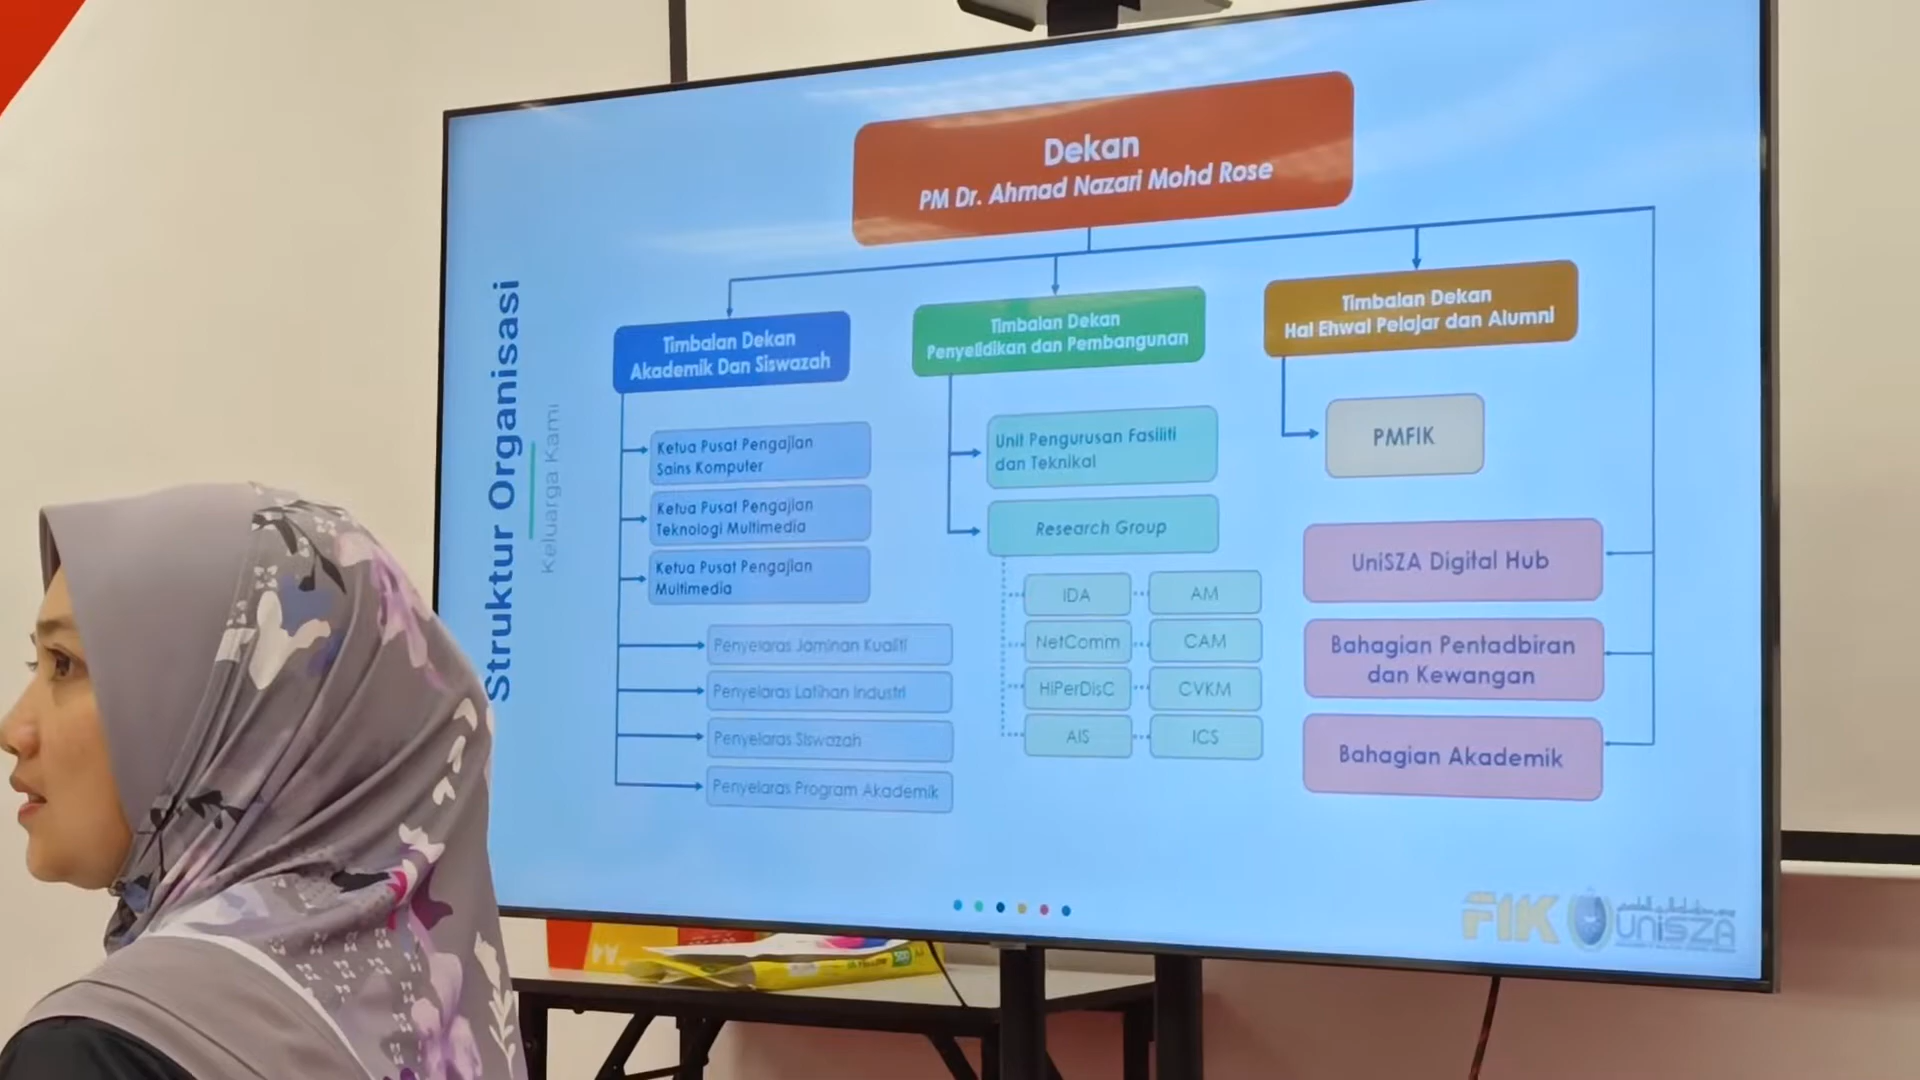 Struktur Organisasi
Keluarga Kami
Dekan
PM Dr. Ahmad Nazari Mohd Rose
Timbalan Dekan
Akademik Dan Siswazah
Ketua Pusat Pengajian
Sains Komputer
Ketua Pusat Pengajian
Teknologi Multimedia
Ketua Pusat Pengajian
Multimedia
Penyelaras Jaminan Kualiti
Penyelaras Latihan Industri
Penyelaras Siswazah
Penyelaras Program Akademik
Timbalan Dekan
Penyelidikan dan Pembangunan
Unit Pengurusan Fasiliti
dan Teknikal
Research Group
IDA
AM
NetComm
CAM
HiPerDisC
CVKM
AIS
ICS
Timbalan Dekan
Hal Ehwal Pelajar dan Alumni
PMFIK
UniSZA Digital Hub
Bahagian Pentadbiran
dan Kewangan
Bahagian Akademik
FIK
UniSZA
A4